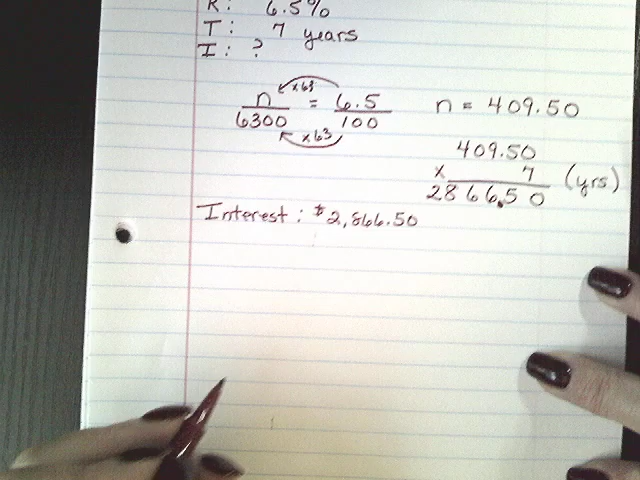 R: 6.5%
T: 7 years
I: ?
x63
n = 6.5 n = 409.50
6300 100
x63
409.50
x 7 (yrs)
2866.50
Interest: $2,866.50